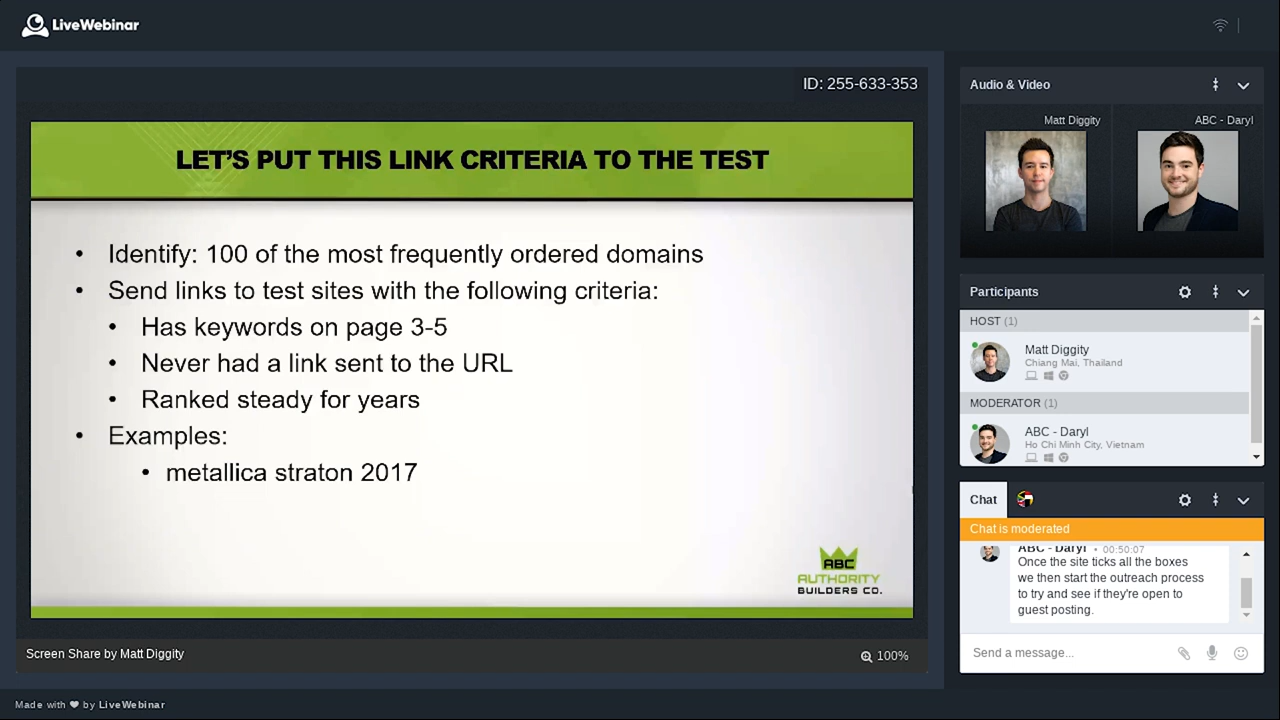 LiveWebinar
ID: 255-633-353
LET'S PUT THIS LINK CRITERIA TO THE TEST
• Identify: 100 of the most frequently ordered domains
• Send links to test sites with the following criteria:
• Has keywords on page 3-5
• Never had a link sent to the URL
• Ranked steady for years
• Examples:
• metallica straton 2017
ABC
AUTHORITY
BUILDERS CO.
Screen Share by Matt Diggity
100%
Audio & Video
Matt Diggity
ABC - Daryl
Participants
HOST (1)
Matt Diggity
Chiang Mai, Thailand
MODERATOR (1)
ABC - Daryl
Ho Chi Minh City, Vietnam
Chat
Chat is moderated
ABC - Daryl • 00:50:07
Once the site ticks all the boxes
we then start the outreach process
to try and see if they're open to
guest posting.
Send a message...
Made with ❤ by LiveWebinar